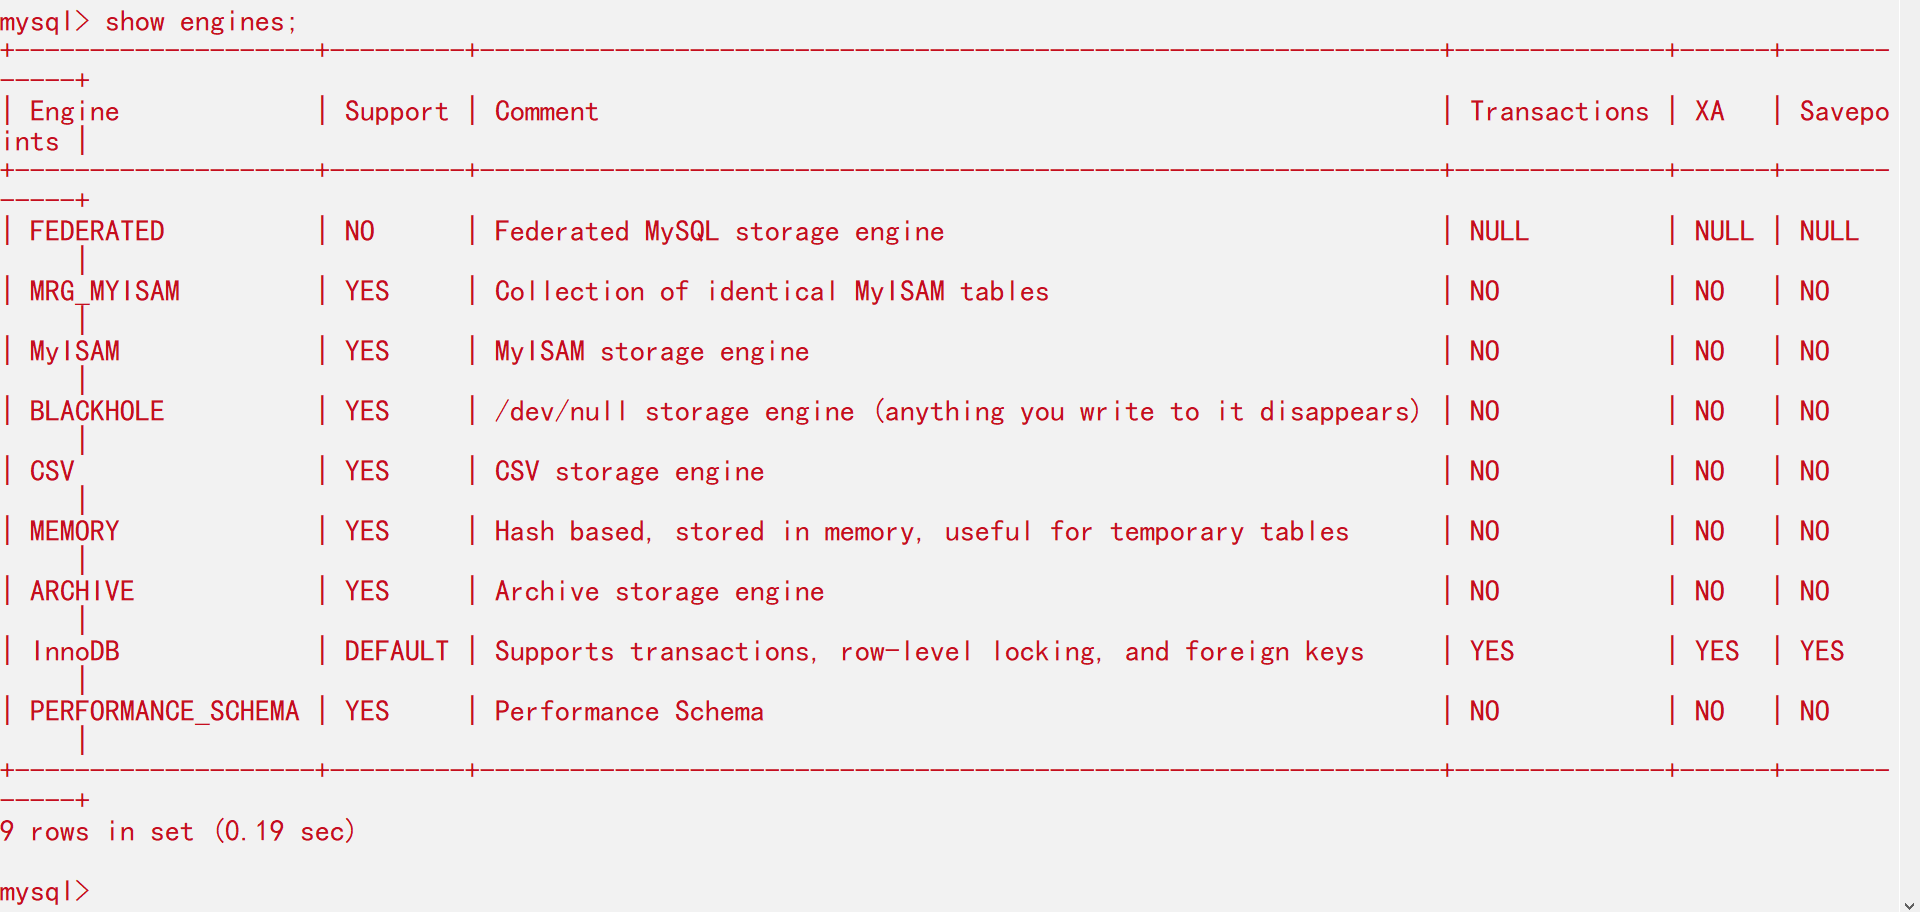 mysql> show engines;
+--------------------+---------+----------------------------------------------------------------+--------------+------+-------
-----+
| Engine             | Support | Comment                                                        | Transactions | XA   | Savepo
ints |
+--------------------+---------+----------------------------------------------------------------+--------------+------+-------
-----+
| FEDERATED          | NO      | Federated MySQL storage engine                                 | NULL         | NULL | NULL
     |
| MRG_MYISAM         | YES     | Collection of identical MyISAM tables                          | NO           | NO   | NO
     |
| MyISAM             | YES     | MyISAM storage engine                                          | NO           | NO   | NO
     |
| BLACKHOLE          | YES     | /dev/null storage engine (anything you write to it disappears) | NO           | NO   | NO
     |
| CSV                | YES     | CSV storage engine                                             | NO           | NO   | NO
     |
| MEMORY             | YES     | Hash based, stored in memory, useful for temporary tables      | NO           | NO   | NO
     |
| ARCHIVE            | YES     | Archive storage engine                                         | NO           | NO   | NO
     |
| InnoDB             | DEFAULT | Supports transactions, row-level locking, and foreign keys     | YES          | YES  | YES
     |
| PERFORMANCE_SCHEMA | YES     | Performance Schema                                             | NO           | NO   | NO
     |
+--------------------+---------+----------------------------------------------------------------+--------------+------+-------
-----+
9 rows in set (0.19 sec)
mysql>